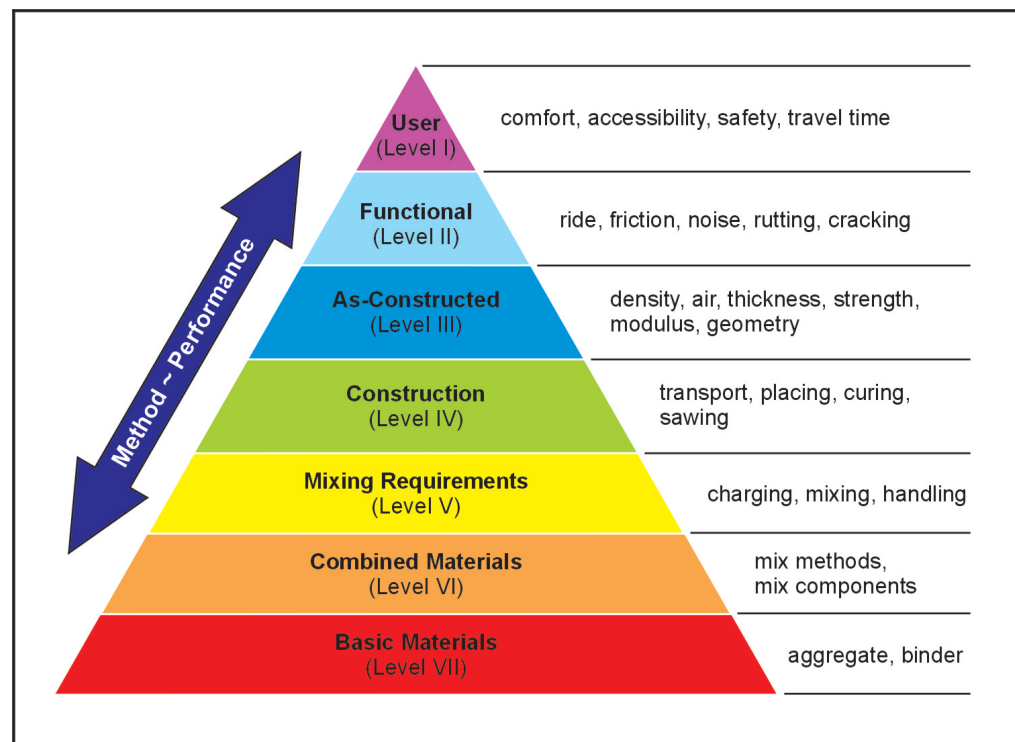 User
(Level I)
comfort, accessibility, safety, travel time
Functional
(Level II)
ride, friction, noise, rutting, cracking
As-Constructed
(Level III)
density, air, thickness, strength,
modulus, geometry
Method ~ Performance
Construction
(Level IV)
transport, placing, curing,
sawing
Mixing Requirements
(Level V)
charging, mixing, handling
Combined Materials
(Level VI)
mix methods,
mix components
Basic Materials
(Level VII)
aggregate, binder